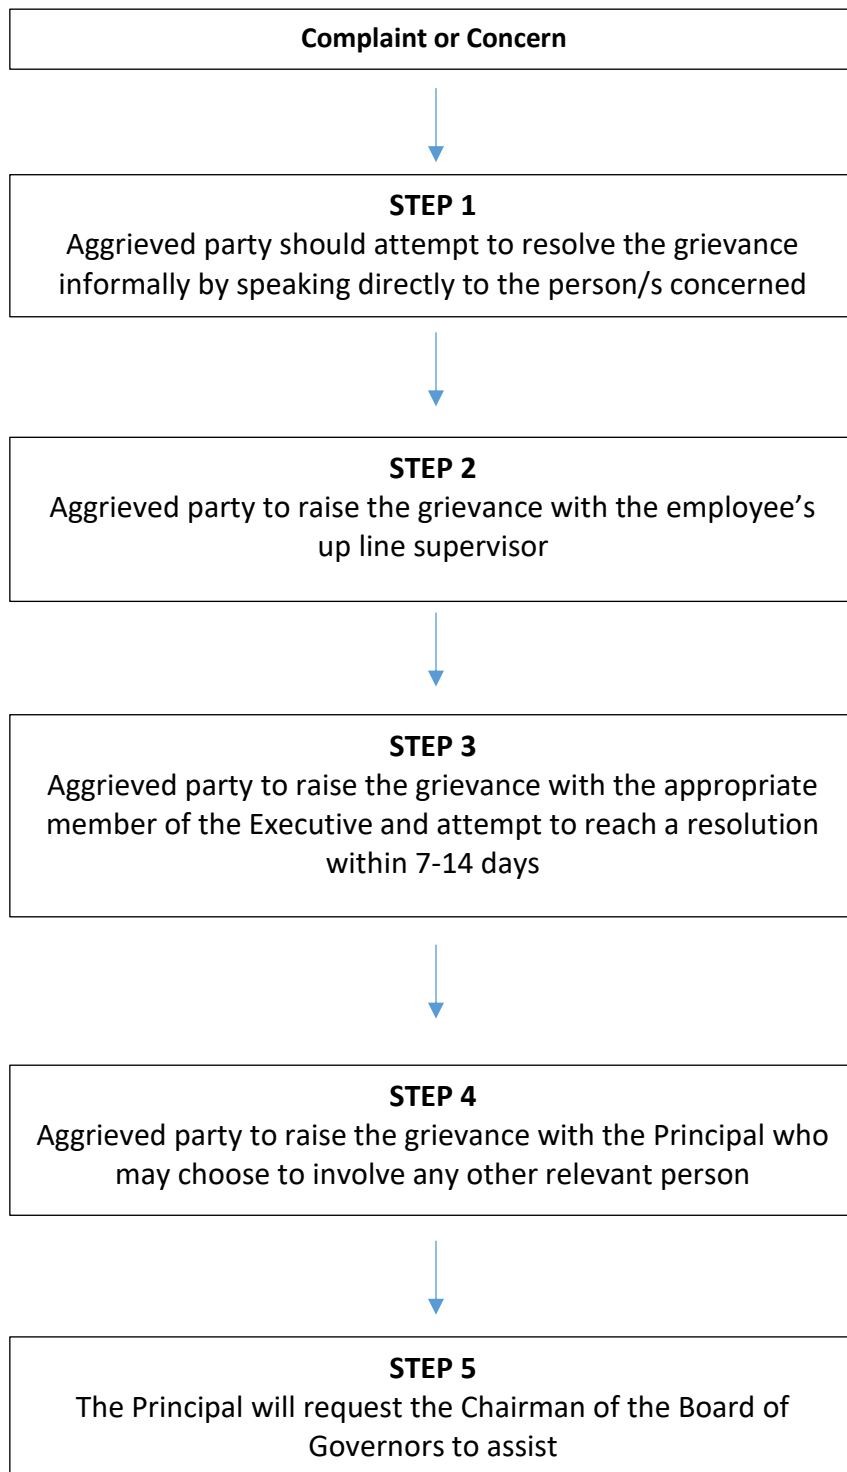 Complaint or Concern
STEP 1
Aggrieved party should attempt to resolve the grievance
informally by speaking directly to the person/s concerned
STEP 2
Aggrieved party to raise the grievance with the employee’s
up line supervisor
STEP 3
Aggrieved party to raise the grievance with the appropriate
member of the Executive and attempt to reach a resolution
within 7-14 days
STEP 4
Aggrieved party to raise the grievance with the Principal who
may choose to involve any other relevant person
STEP 5
The Principal will request the Chairman of the Board of
Governors to assist